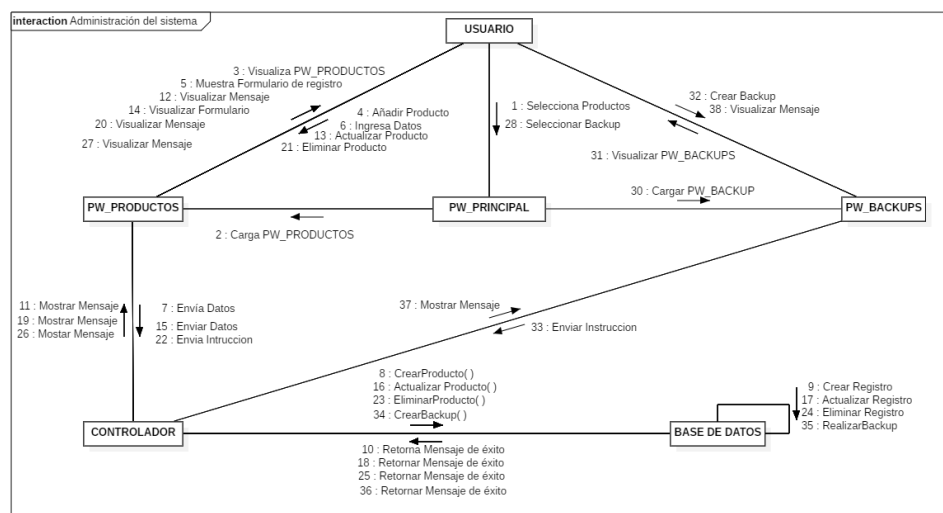 interaction Administración del sistema
USUARIO
3 : Visualiza PW_PRODUCTOS
5 : Muestra Formulario de registro
12 : Visualizar Mensaje
14 : Visualizar Formulario
20 : Visualizar Mensaje
27 : Visualizar Mensaje
4 : Añadir Producto
6 : Ingresa Datos
13 : Actualizar Producto
21 : Eliminar Producto
1 : Selecciona Productos
28 : Seleccionar Backup
32 : Crear Backup
38 : Visualizar Mensaje
31 : Visualizar PW_BACKUPS
30 : Cargar PW_BACKUP
PW_PRODUCTOS
PW_PRINCIPAL
PW_BACKUPS
2 : Carga PW_PRODUCTOS
11 : Mostrar Mensaje
19 : Mostrar Mensaje
26 : Mostar Mensaje
7 : Envía Datos
15 : Enviar Datos
22 : Envia Intruccion
37 : Mostrar Mensaje
33 : Enviar Instruccion
8 : CrearProducto( )
16 : Actualizar Producto( )
23 : EliminarProducto( )
34 : CrearBackup( )
9 : Crear Registro
17 : Actualizar Registro
24 : Eliminar Registro
35 : RealizarBackup
CONTROLADOR
BASE DE DATOS
10 : Retorna Mensaje de éxito
18 : Retornar Mensaje de éxito
25 : Retornar Mensaje de éxito
36 : Retornar Mensaje de éxito